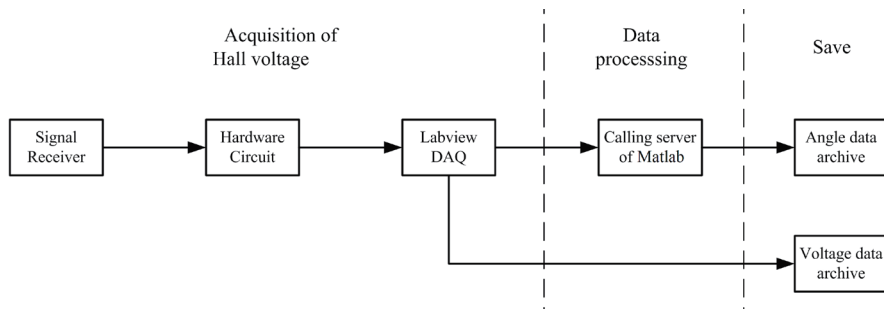 Acquisition of
Hall voltage
Data
processsing
Save
Signal
Receiver
Hardware
Circuit
Labview
DAQ
Calling server
of Matlab
Angle data
archive
Voltage data
archive